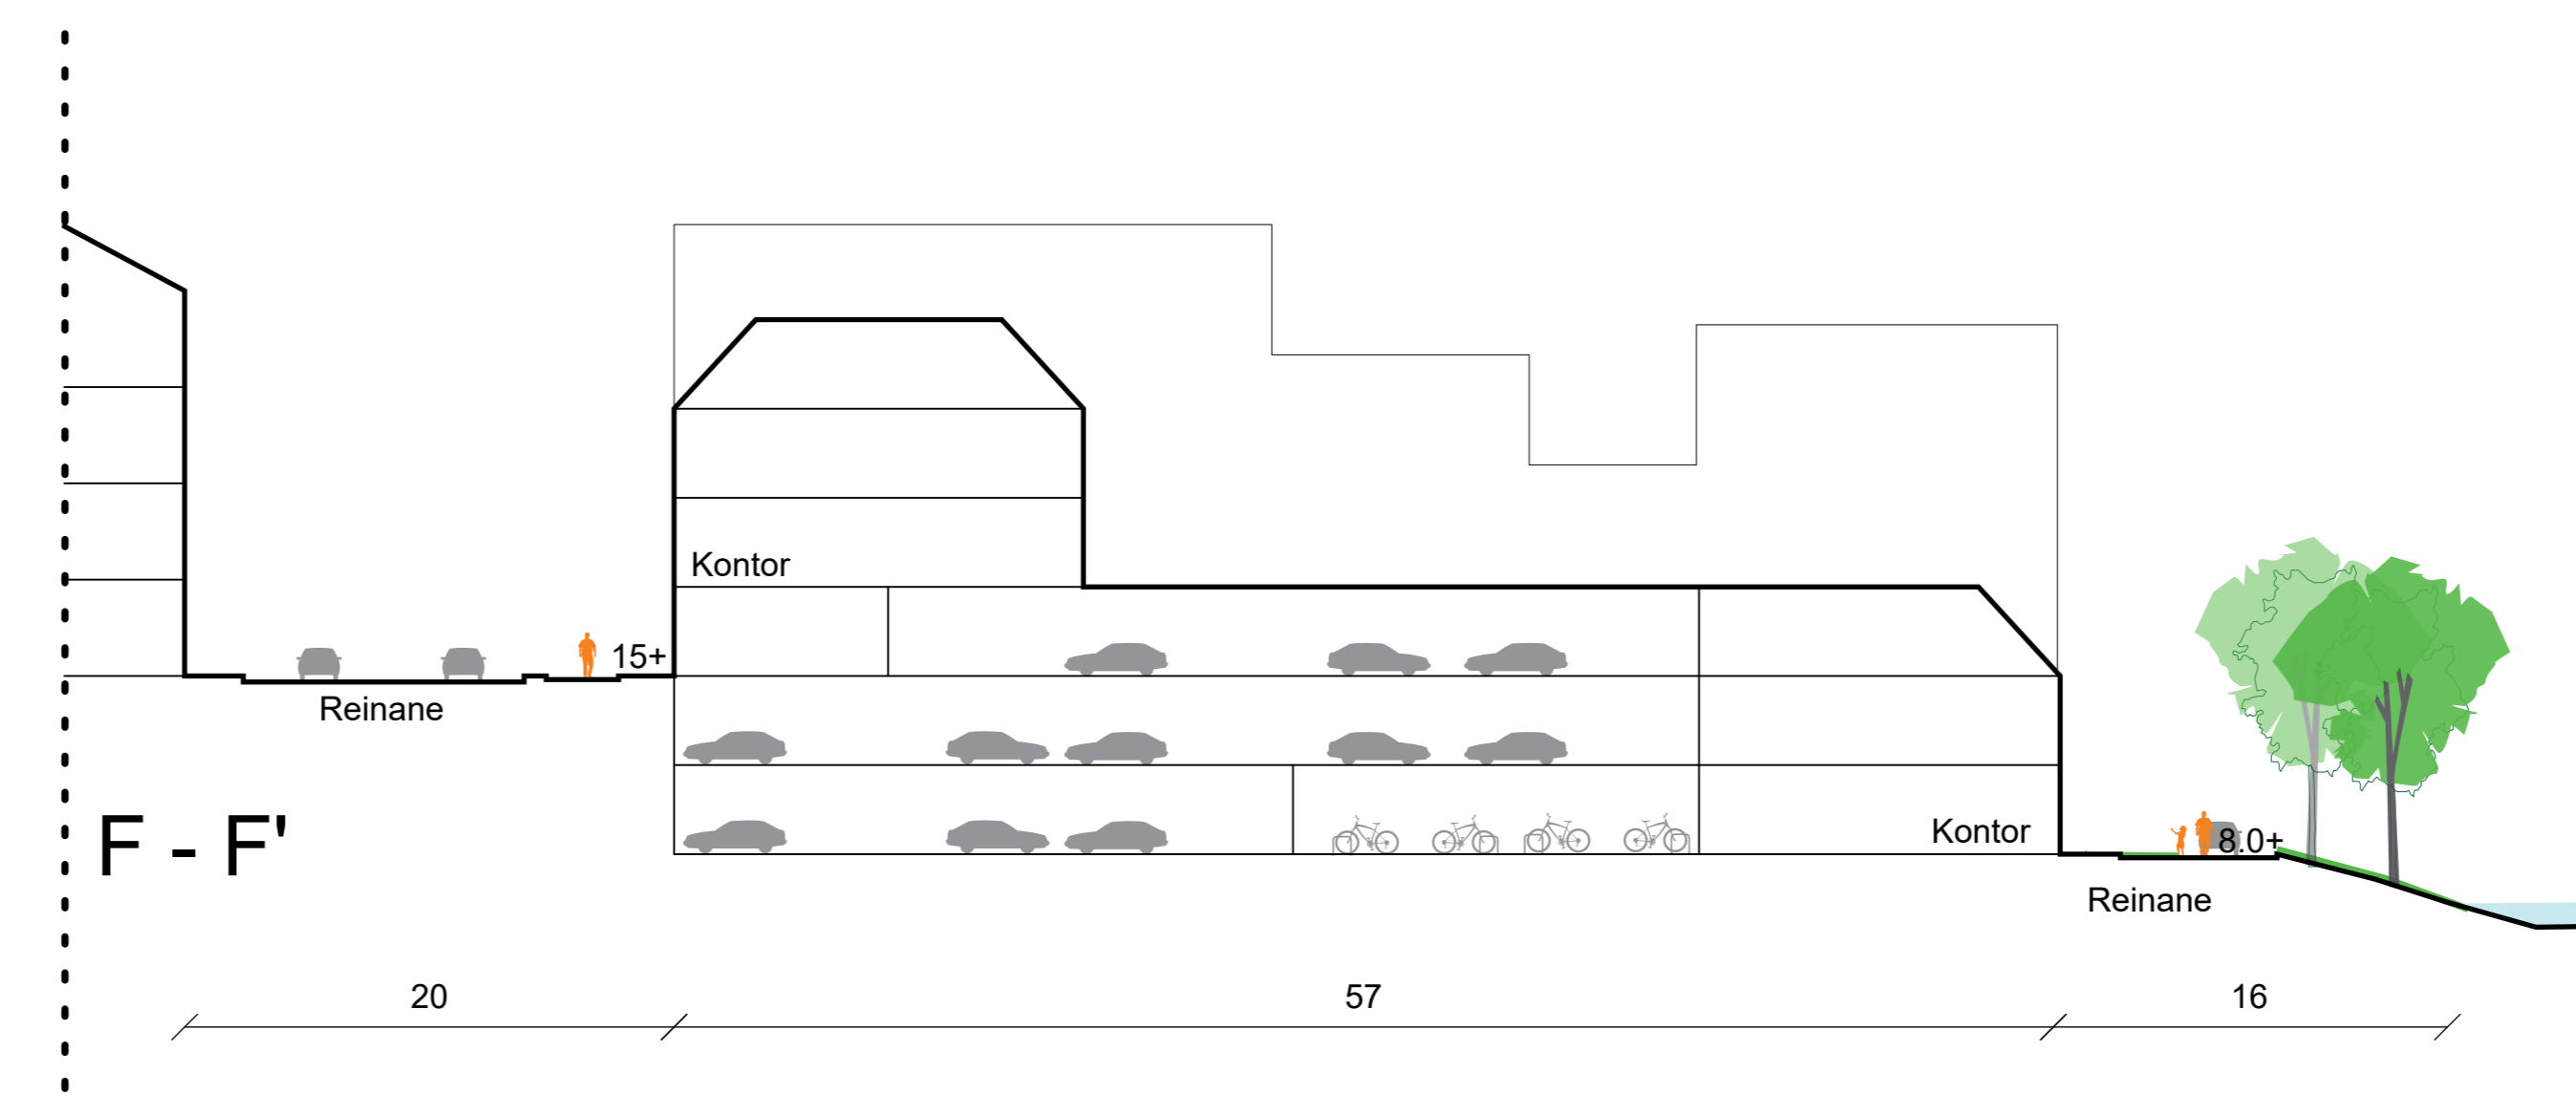 Kontor
15+
Reinane
F - F'
Kontor
8.0+
Reinane
20
57
16